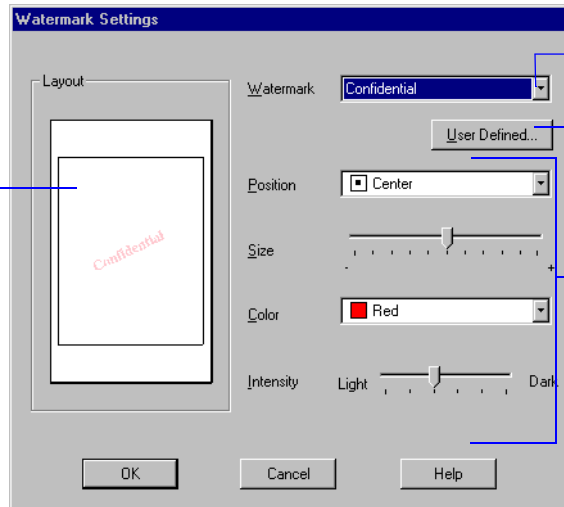 Watermark Settings
Layout
Confidential
Watermark
Confidential
User Defined...
Position
Center
Size
- +
Color
Red
Intensity
Light
Dark
OK
Cancel
Help